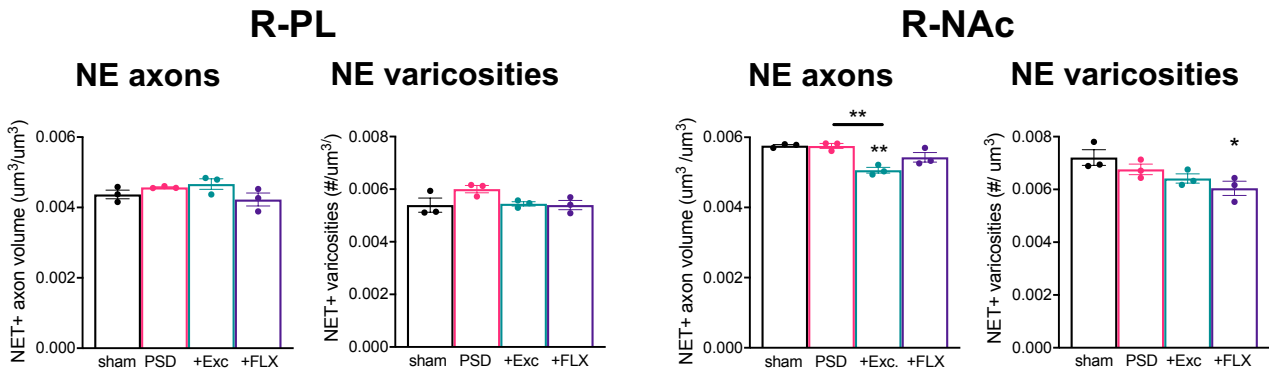 R-PL
R-NAc
NE axons
NE varicosities
NE axons
NE varicosities
NET+ axon volume (um3/um3)
0.006
0.004
0.002
0.000
sham PSD +Exc +FLX
NET+ varicosities (#/um3/)
0.008
0.006
0.004
0.002
0.000
sham PSD +Exc +FLX
NET+ axon volume (um3 /um3)
0.006
0.004
0.002
0.000
**
**
sham PSD +Exc. +FLX
NET+ varicosities (#/ um3)
0.008
0.006
0.004
0.002
0.000
*
sham PSD +Exc +FLX